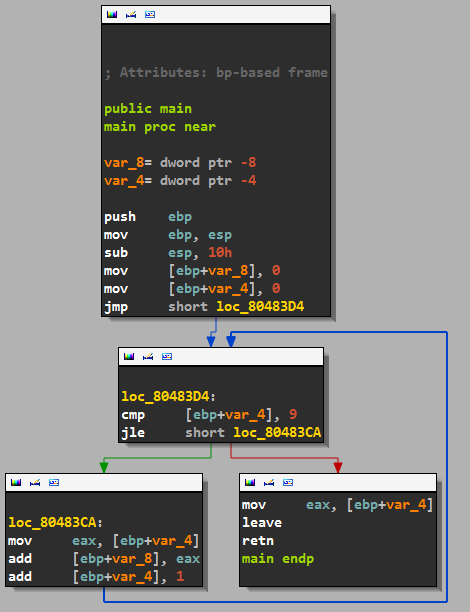 ; Attributes: bp-based frame
public main
main proc near
var_8= dword ptr -8
var_4= dword ptr -4
push ebp
mov ebp, esp
sub esp, 10h
mov [ebp+var_8], 0
mov [ebp+var_4], 0
jmp short loc_80483D4
loc_80483D4:
cmp [ebp+var_4], 9
jle short loc_80483CA
loc_80483CA:
mov eax, [ebp+var_4]
add [ebp+var_8], eax
add [ebp+var_4], 1
mov eax, [ebp+var_4]
leave
retn
main endp